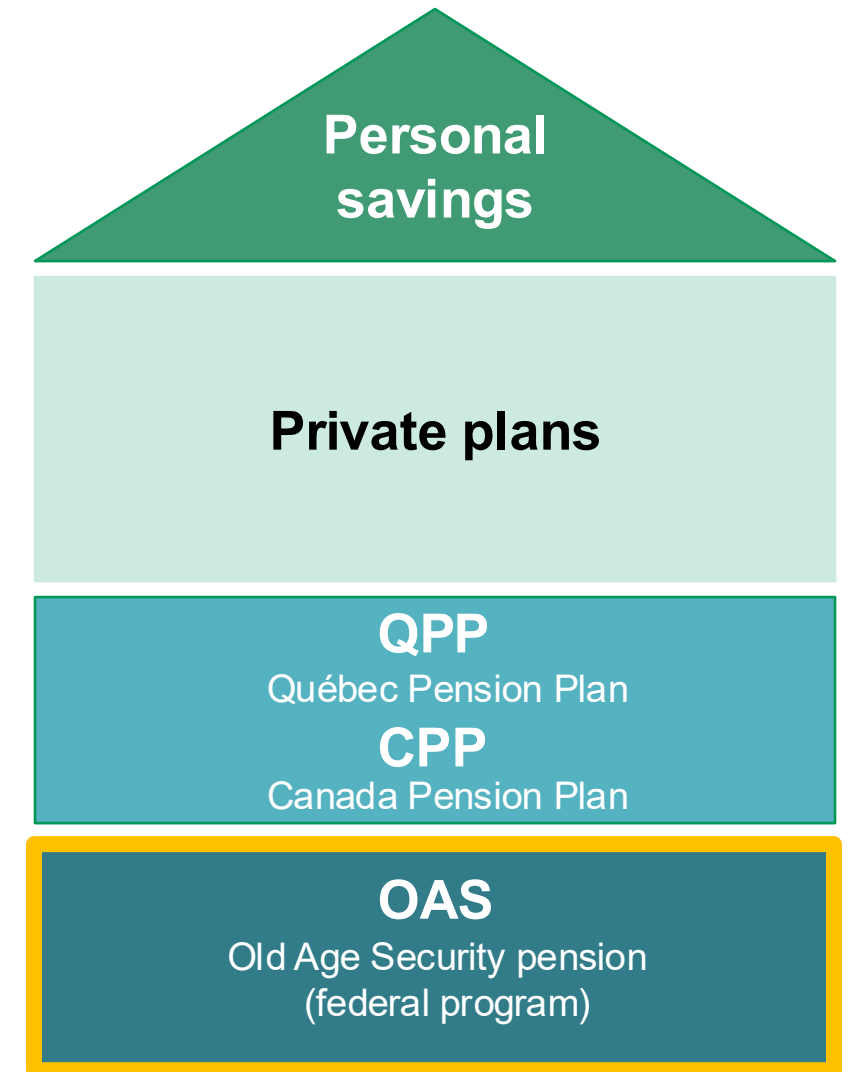 Personal
savings
Private plans
QPP
Québec Pension Plan
CPP
Canada Pension Plan
OAS
Old Age Security pension
(federal program)